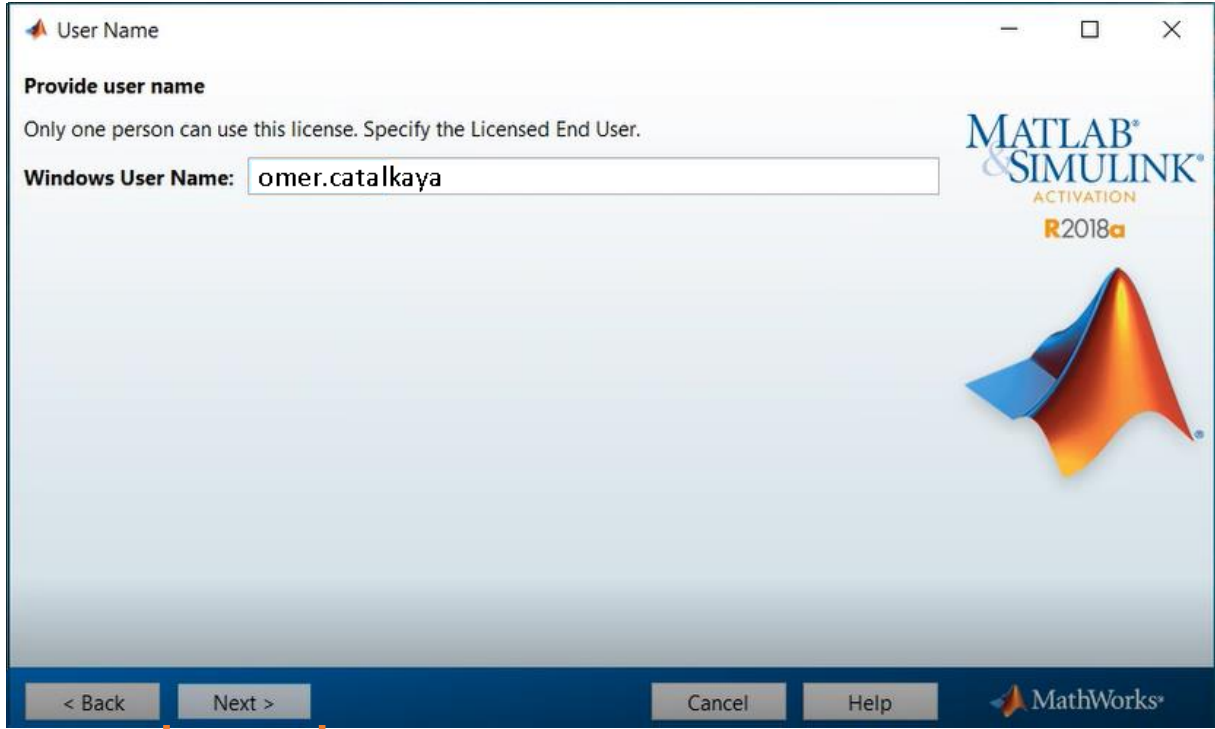 User Name
Provide user name
Only one person can use this license. Specify the Licensed End User.
Windows User Name: omer.catalkaya
MATLAB®
&SIMULINK®
ACTIVATION
R2018a
®
< Back Next > Cancel Help MathWorks®